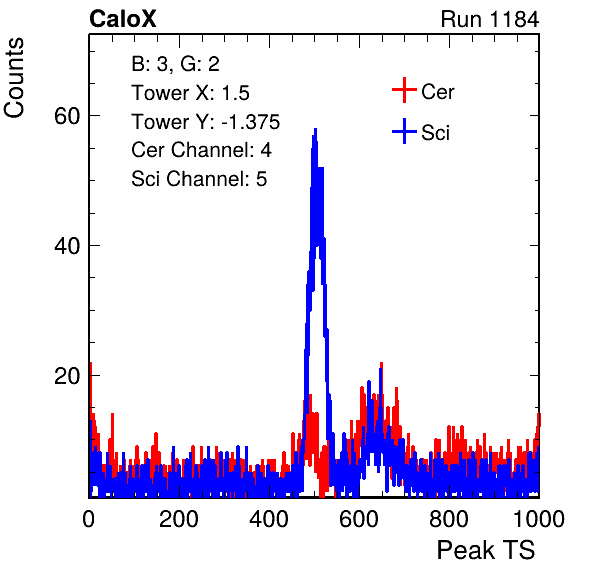 CaloX Run 1184
Counts
B: 3, G: 2
Tower X: 1.5
Tower Y: -1.375
Cer Channel: 4
Sci Channel: 5
Cer
Sci
60
40
20
0 200 400 600 800 1000
Peak TS